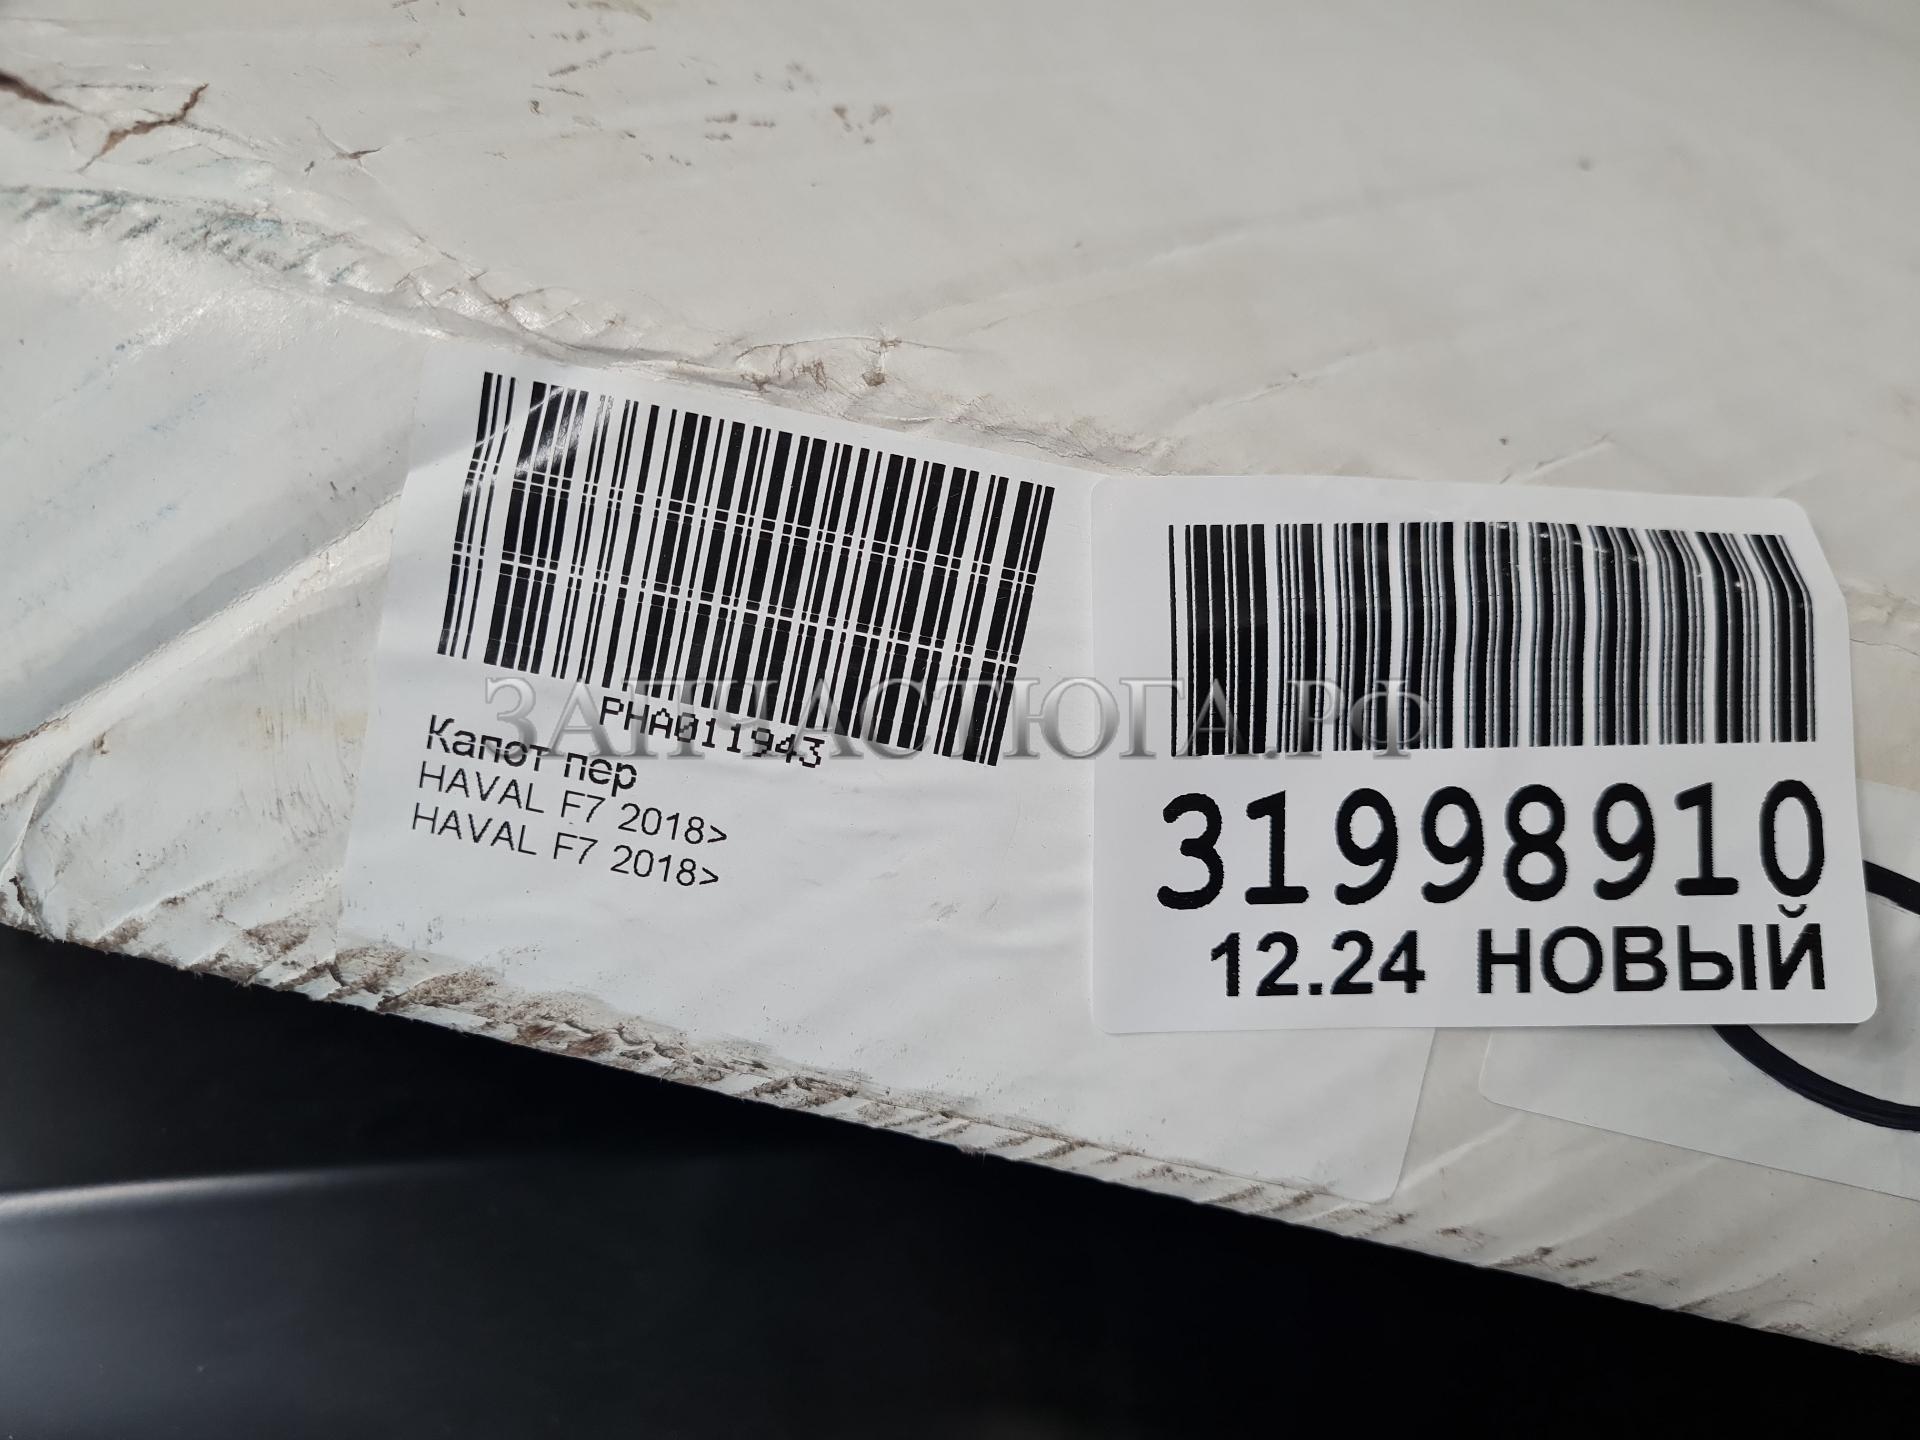 PHA011943
Капот пер
HAVAL F7 2018>
HAVAL F7 2018>
31998910
12.24 НОВЫЙ
ЗАПЧАСТЮГА.РФ